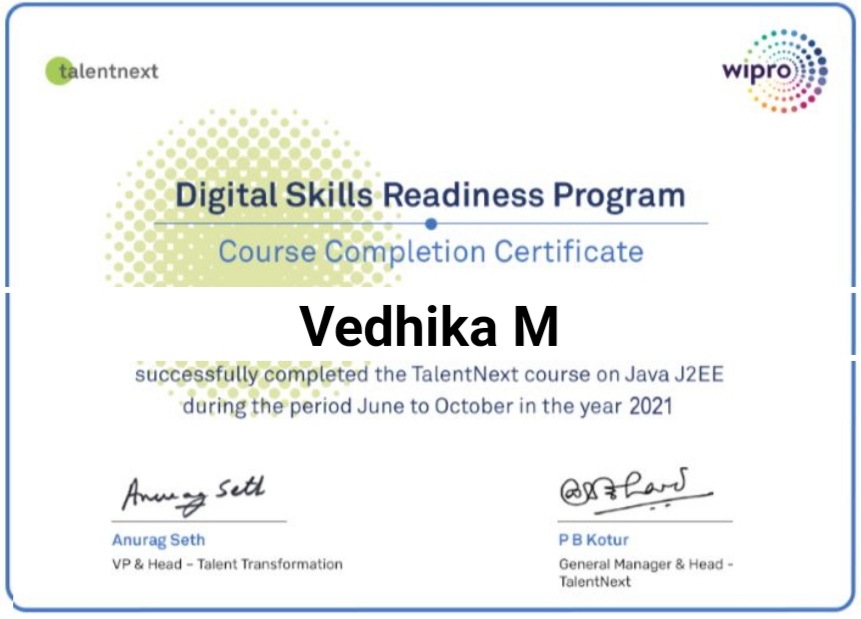 talentnext
wipro
Digital Skills Readiness Program
Course Completion Certificate
Vedhika M
successfully completed the TalentNext course on Java J2EE
during the period June to October in the year 2021
Anurag Seth
Anurag Seth
VP & Head – Talent Transformation
P B Kotur
General Manager & Head -
TalentNext